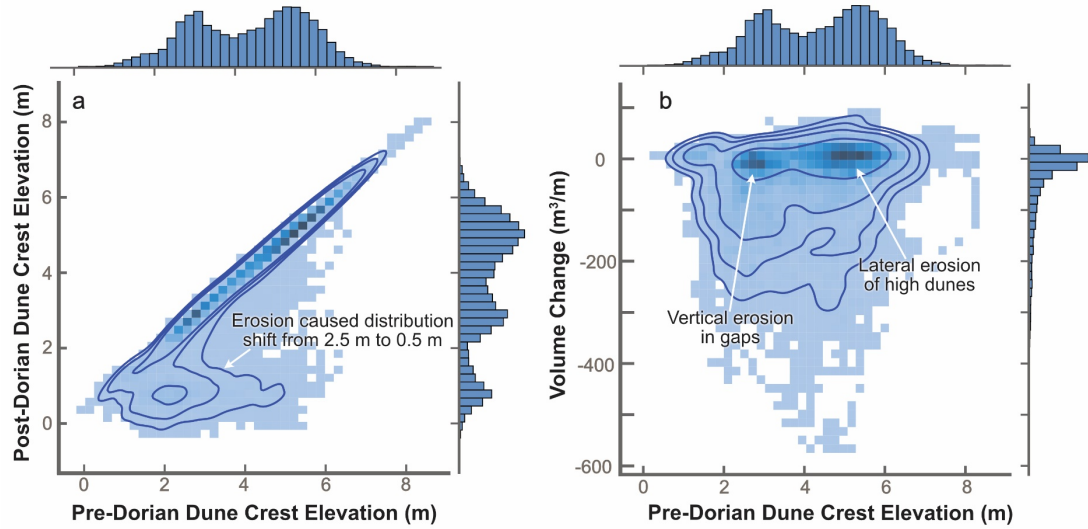 a
Post-Dorian Dune Crest Elevation (m)
8
6
4
2
0
Erosion caused distribution
shift from 2.5 m to 0.5 m
0 2 4 6 8
Pre-Dorian Dune Crest Elevation (m)
b
Volume Change (m³/m)
0
-200
-400
-600
Lateral erosion
of high dunes
Vertical erosion
in gaps
0 2 4 6 8
Pre-Dorian Dune Crest Elevation (m)